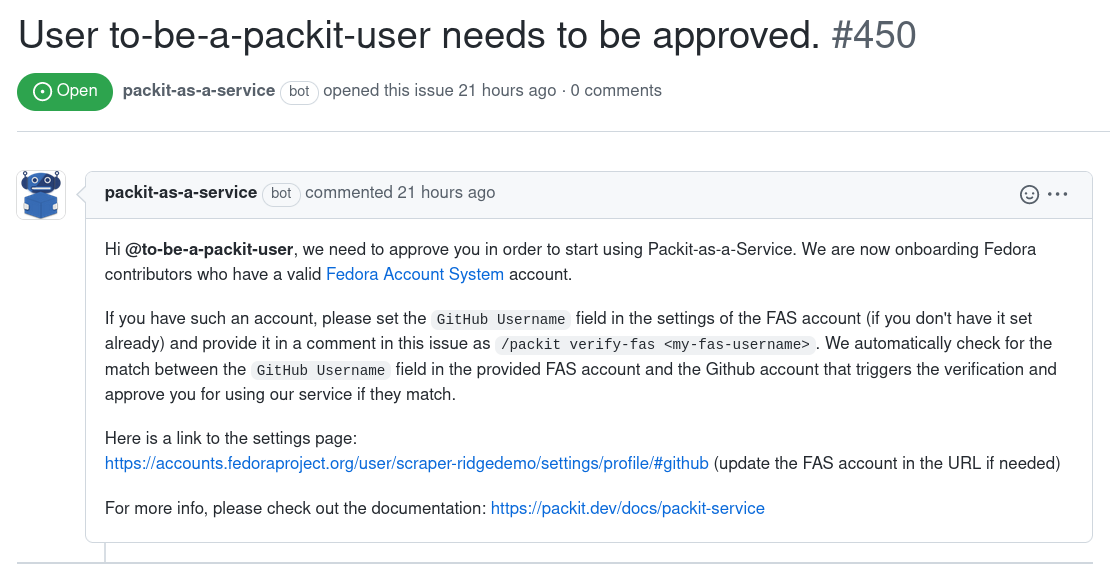 User to-be-a-packit-user needs to be approved. #450
Open packit-as-a-service bot opened this issue 21 hours ago · 0 comments
packit-as-a-service bot commented 21 hours ago
Hi @to-be-a-packit-user, we need to approve you in order to start using Packit-as-a-Service. We are now onboarding Fedora
contributors who have a valid Fedora Account System account.
If you have such an account, please set the GitHub Username field in the settings of the FAS account (if you don't have it set
already) and provide it in a comment in this issue as /packit verify-fas <my-fas-username>. We automatically check for the
match between the GitHub Username field in the provided FAS account and the Github account that triggers the verification and
approve you for using our service if they match.
Here is a link to the settings page:
https://accounts.fedoraproject.org/user/scraper-ridgedemo/settings/profile/#github (update the FAS account in the URL if needed)
For more info, please check out the documentation: https://packit.dev/docs/packit-service